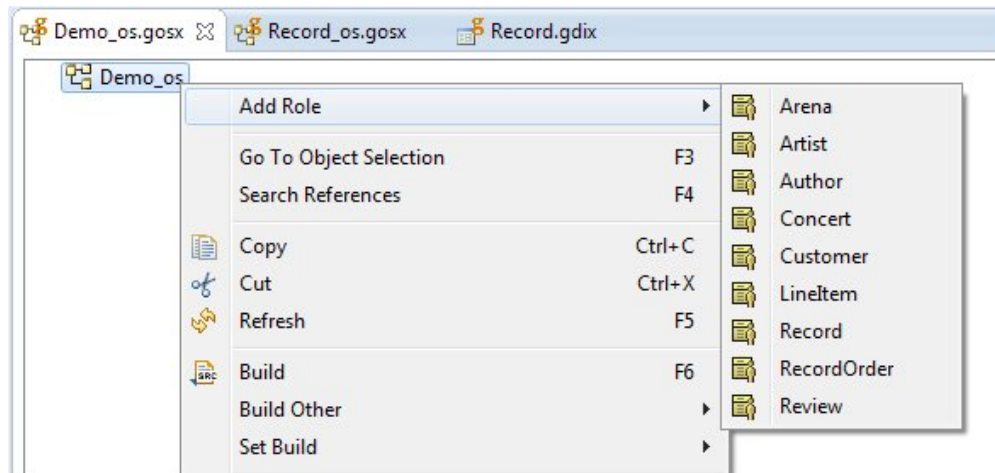 Demo_os.gosx Record_os.gosx Record.gdix
Demo_os
Add Role
Go To Object Selection F3
Search References F4
Copy Ctrl+C
Cut Ctrl+X
Refresh F5
SRC Build F6
Build Other
Set Build
Arena
Artist
Author
Concert
Customer
LineItem
Record
RecordOrder
Review